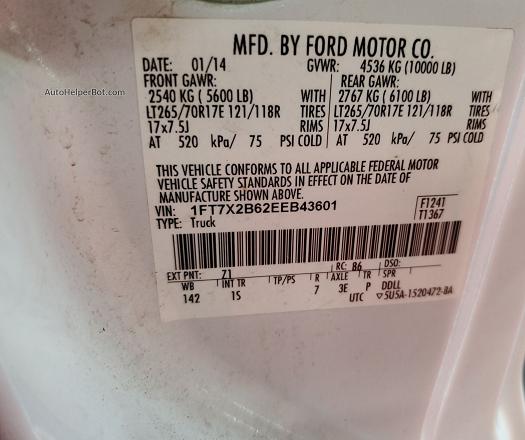 MFD. BY FORD MOTOR CO.
DATE: 01/14 GVWR: 4536 KG (10000 LB)
FRONT GAWR: REAR GAWR:
2540 KG ( 5600 LB) WITH 2767 KG ( 6100 LB) WITH
LT265/70R17E 121/118R TIRES LT265/70R17E 121/118R TIRES
17x7.5J RIMS 17x7.5J RIMS
AT 520 kPa/ 75 PSI COLD AT 520 kPa/ 75 PSI COLD
AutoHelperBot.com
THIS VEHICLE CONFORMS TO ALL APPLICABLE FEDERAL MOTOR
VEHICLE SAFETY STANDARDS IN EFFECT ON THE DATE OF
MANUFACTURE SHOWN ABOVE.
VIN: 1FT7X2B62EEB43601 F1241
TYPE: Truck T1367
EXT PNT: Z1 RC: 86 DSO:
WB INT TR TP/PS R AXLE TR SPR
142 1S 7 3E P DDLL
UTC ▽5U5A-1520472-BA